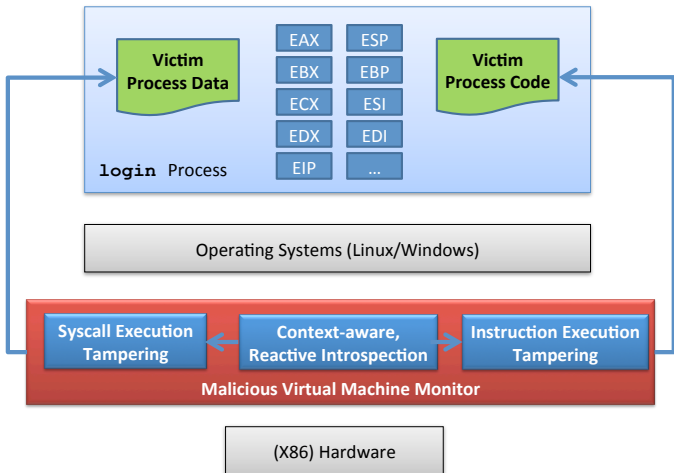 Victim
Process Data
EAX
ESP
EBX
EBP
ECX
ESI
EDX
EDI
EIP
...
Victim
Process Code
login Process
Operating Systems (Linux/Windows)
Syscall Execution
Tampering
Context-aware,
Reactive Introspection
Instruction Execution
Tampering
Malicious Virtual Machine Monitor
(X86) Hardware